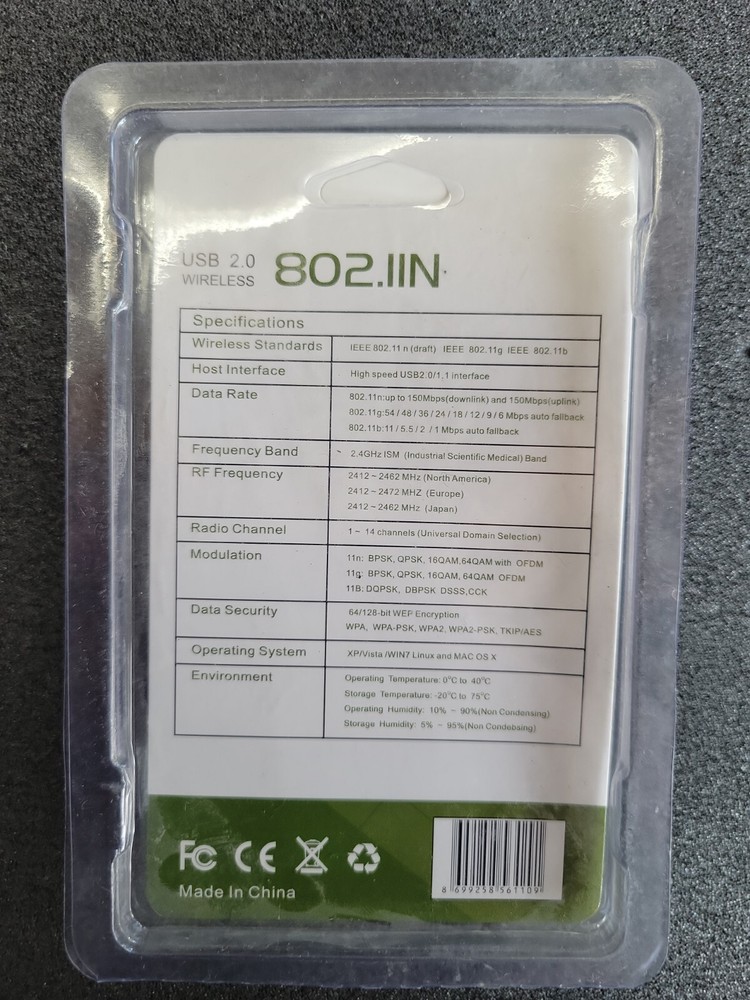 USB 2.0
WIRELESS
802.11N
Specifications
Wireless Standards
IEEE 802.11 n (draft) IEEE 802.11g IEEE 802.11b
Host Interface
High speed USB2.0/1.1 interface
Data Rate
802.11n:up to 150Mbps(downlink) and 150Mbps(uplink)
802.11g:54 / 48 / 36 / 24 / 18 / 12 / 9 / 6 Mbps auto fallback
802.11b:11 / 5.5 / 2 / 1 Mbps auto fallback
Frequency Band
2.4GHz ISM (Industrial Scientific Medical) Band
RF Frequency
2412 ~ 2462 MHz (North America)
2412 ~ 2472 MHZ (Europe)
2412 ~ 2462 MHz (Japan)
Radio Channel
1 ~ 14 channels (Universal Domain Selection)
Modulation
11n: BPSK, QPSK, 16QAM,64QAM with OFDM
11g: BPSK, QPSK, 16QAM, 64QAM OFDM
11B: DQPSK, DBPSK DSSS,CCK
Data Security
64/128-bit WEP Encryption
WPA, WPA-PSK, WPA2, WPA2-PSK, TKIP/AES
Operating System
XP/Vista /WIN7 Linux and MAC OS X
Environment
Operating Temperature: 0°C to 40°C
Storage Temperature: -20°C to 75°C
Operating Humidity: 10% ~ 90%(Non Condensing)
Storage Humidity: 5% ~ 95%(Non Condebsing)
FC CE
Made In China
8 699258 561109